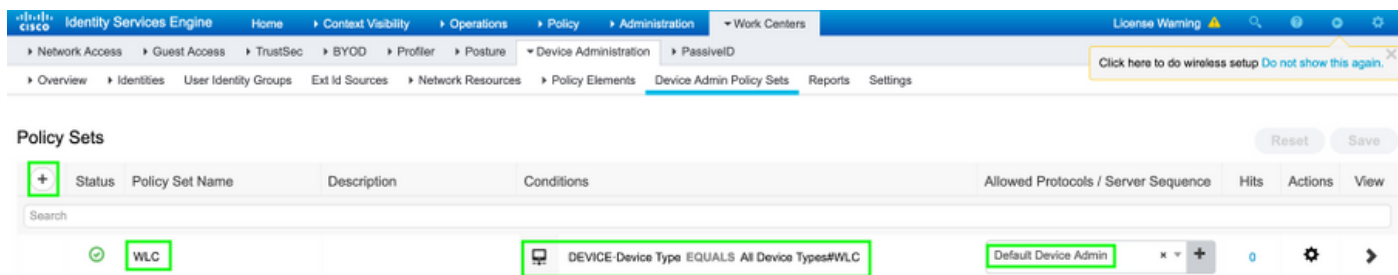 cisco Identity Services Engine Home Context Visibility Operations Policy Administration Work Centers License Warning
Network Access Guest Access TrustSec BYOD Profiler Posture Device Administration PassiveID
Click here to do wireless setup Do not show this again.
Overview Identities User Identity Groups Ext Id Sources Network Resources Policy Elements Device Admin Policy Sets Reports Settings
Policy Sets Reset Save
+ Status Policy Set Name Description Conditions Allowed Protocols / Server Sequence Hits Actions View
Search
WLC DEVICE-Device Type EQUALS All Device Types#WLC Default Device Admin × + 0